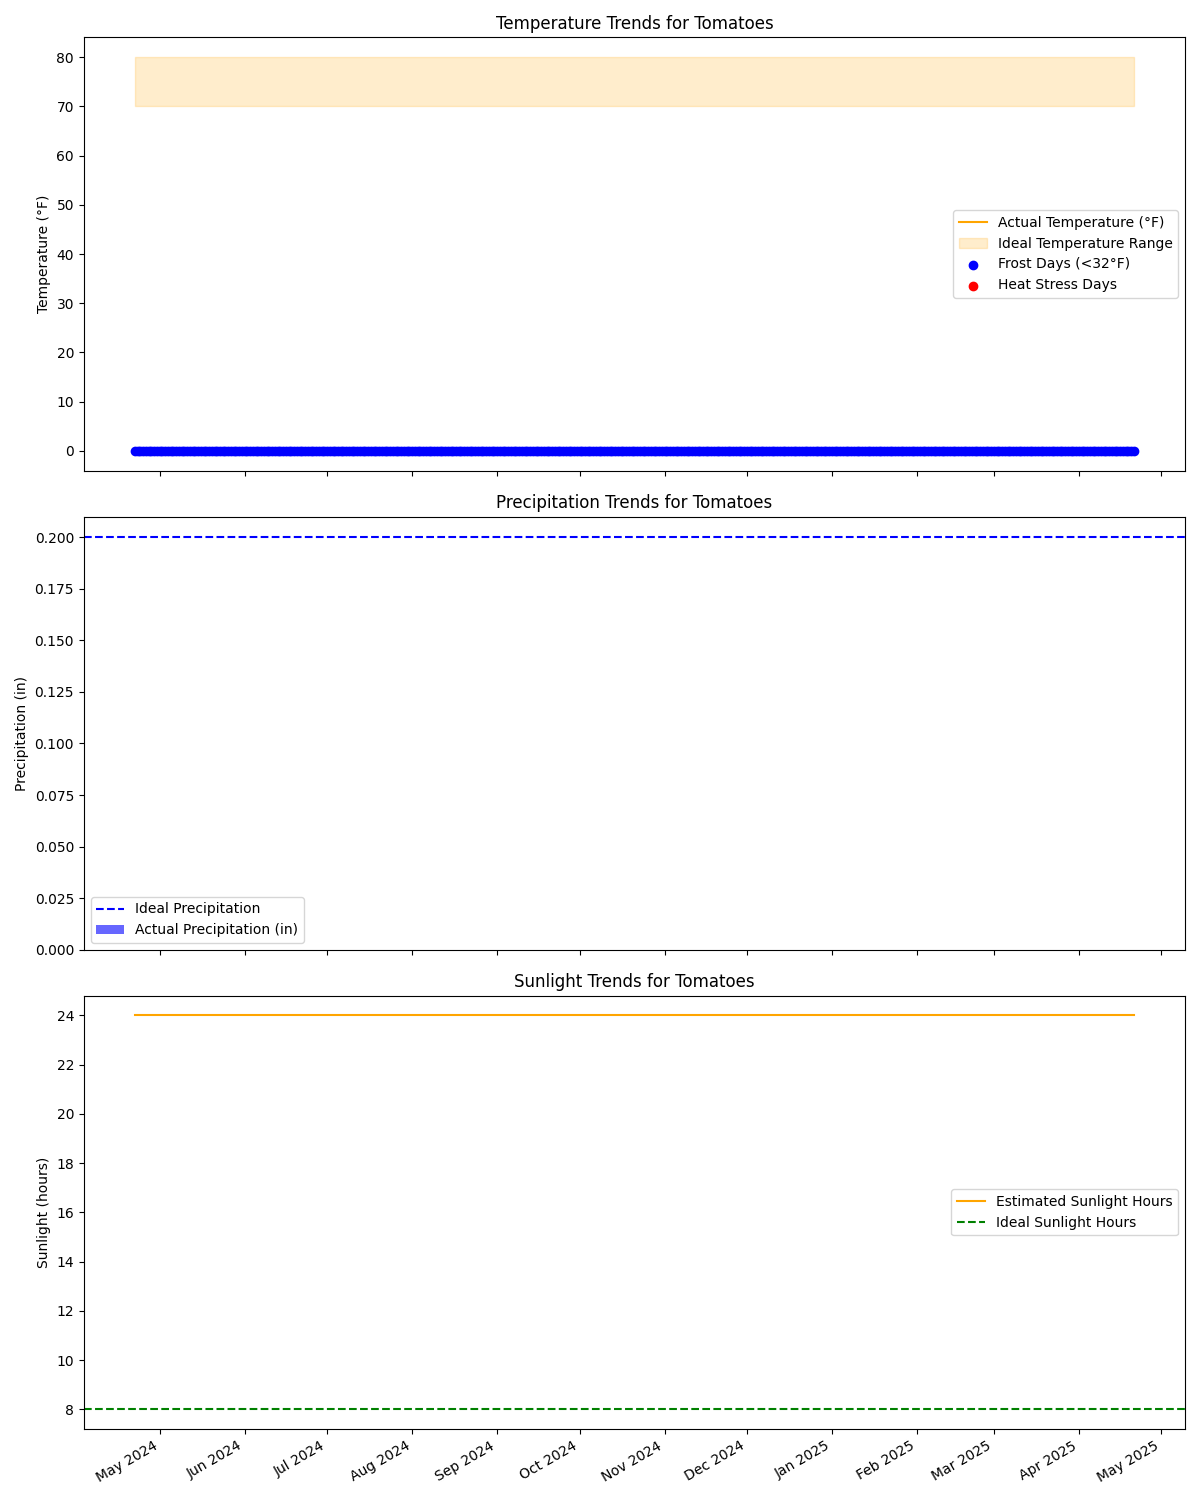 Temperature Trends for Tomatoes
80
70
60
50
40
30
20
10
0
Temperature (°F)
Actual Temperature (°F)
Ideal Temperature Range
Frost Days (<32°F)
Heat Stress Days
Precipitation Trends for Tomatoes
0.200
0.175
0.150
0.125
0.100
0.075
0.050
0.025
0.000
Precipitation (in)
Ideal Precipitation
Actual Precipitation (in)
Sunlight Trends for Tomatoes
24
22
20
18
16
14
12
10
8
Sunlight (hours)
Estimated Sunlight Hours
Ideal Sunlight Hours
May 2024
Jun 2024
Jul 2024
Aug 2024
Sep 2024
Oct 2024
Nov 2024
Dec 2024
Jan 2025
Feb 2025
Mar 2025
Apr 2025
May 2025